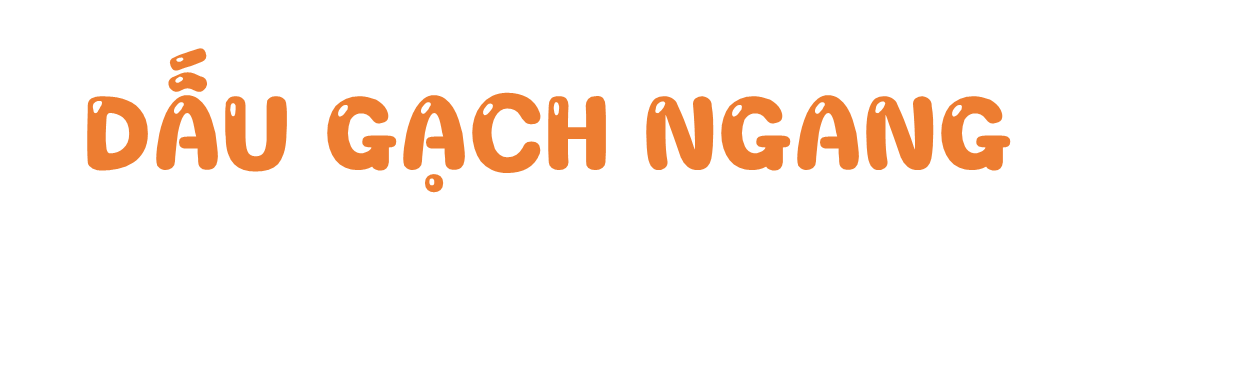 DẤU GẠCH NGANG